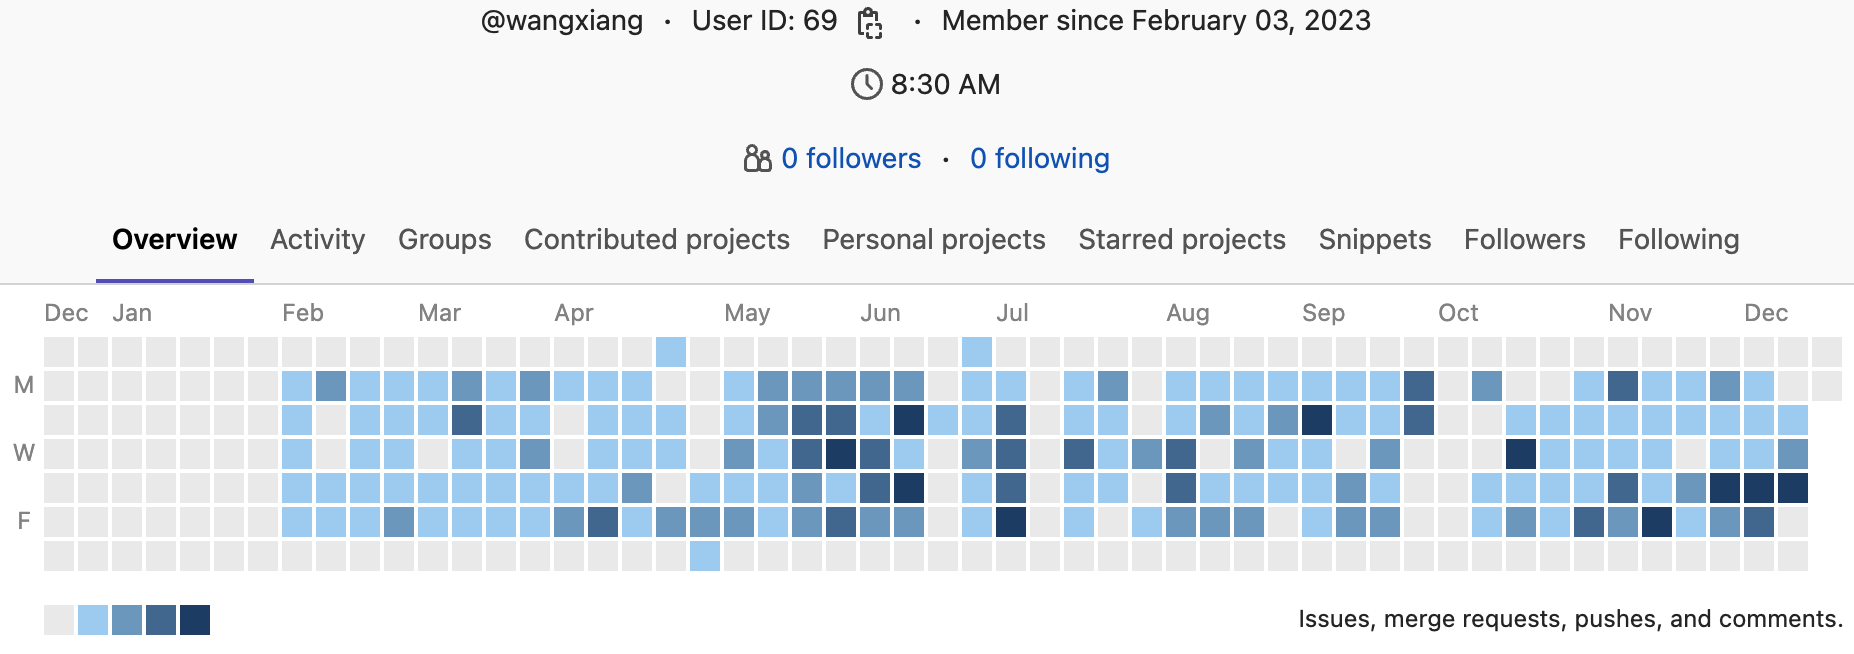 @wangxiang · User ID: 69 · Member since February 03, 2023
8:30 AM
0 followers · 0 following
Overview Activity Groups Contributed projects Personal projects Starred projects Snippets Followers Following
Dec Jan Feb Mar Apr May Jun Jul Aug Sep Oct Nov Dec
M
W
F
Issues, merge requests, pushes, and comments.